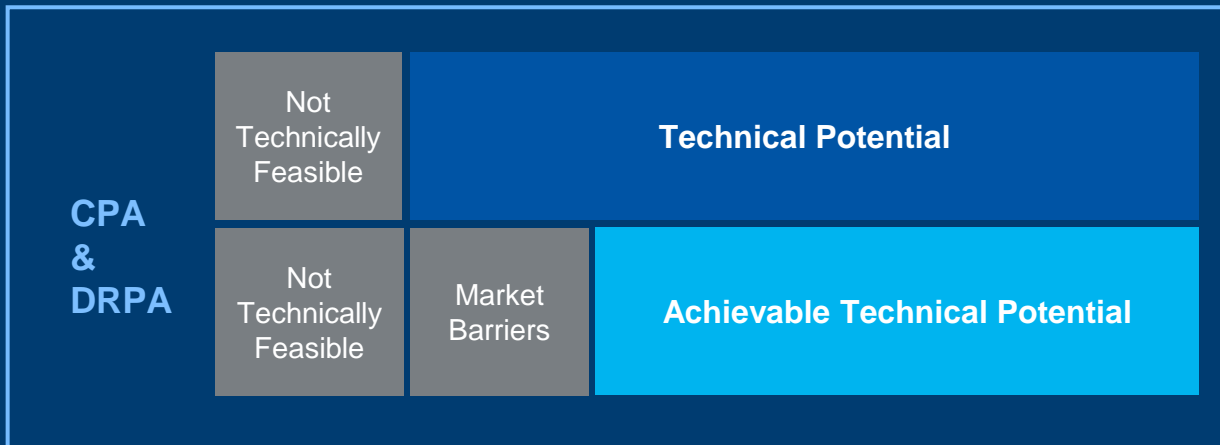 CPA
&
DRPA
Not
Technically
Feasible
Technical Potential
Not
Technically
Feasible
Market
Barriers
Achievable Technical Potential